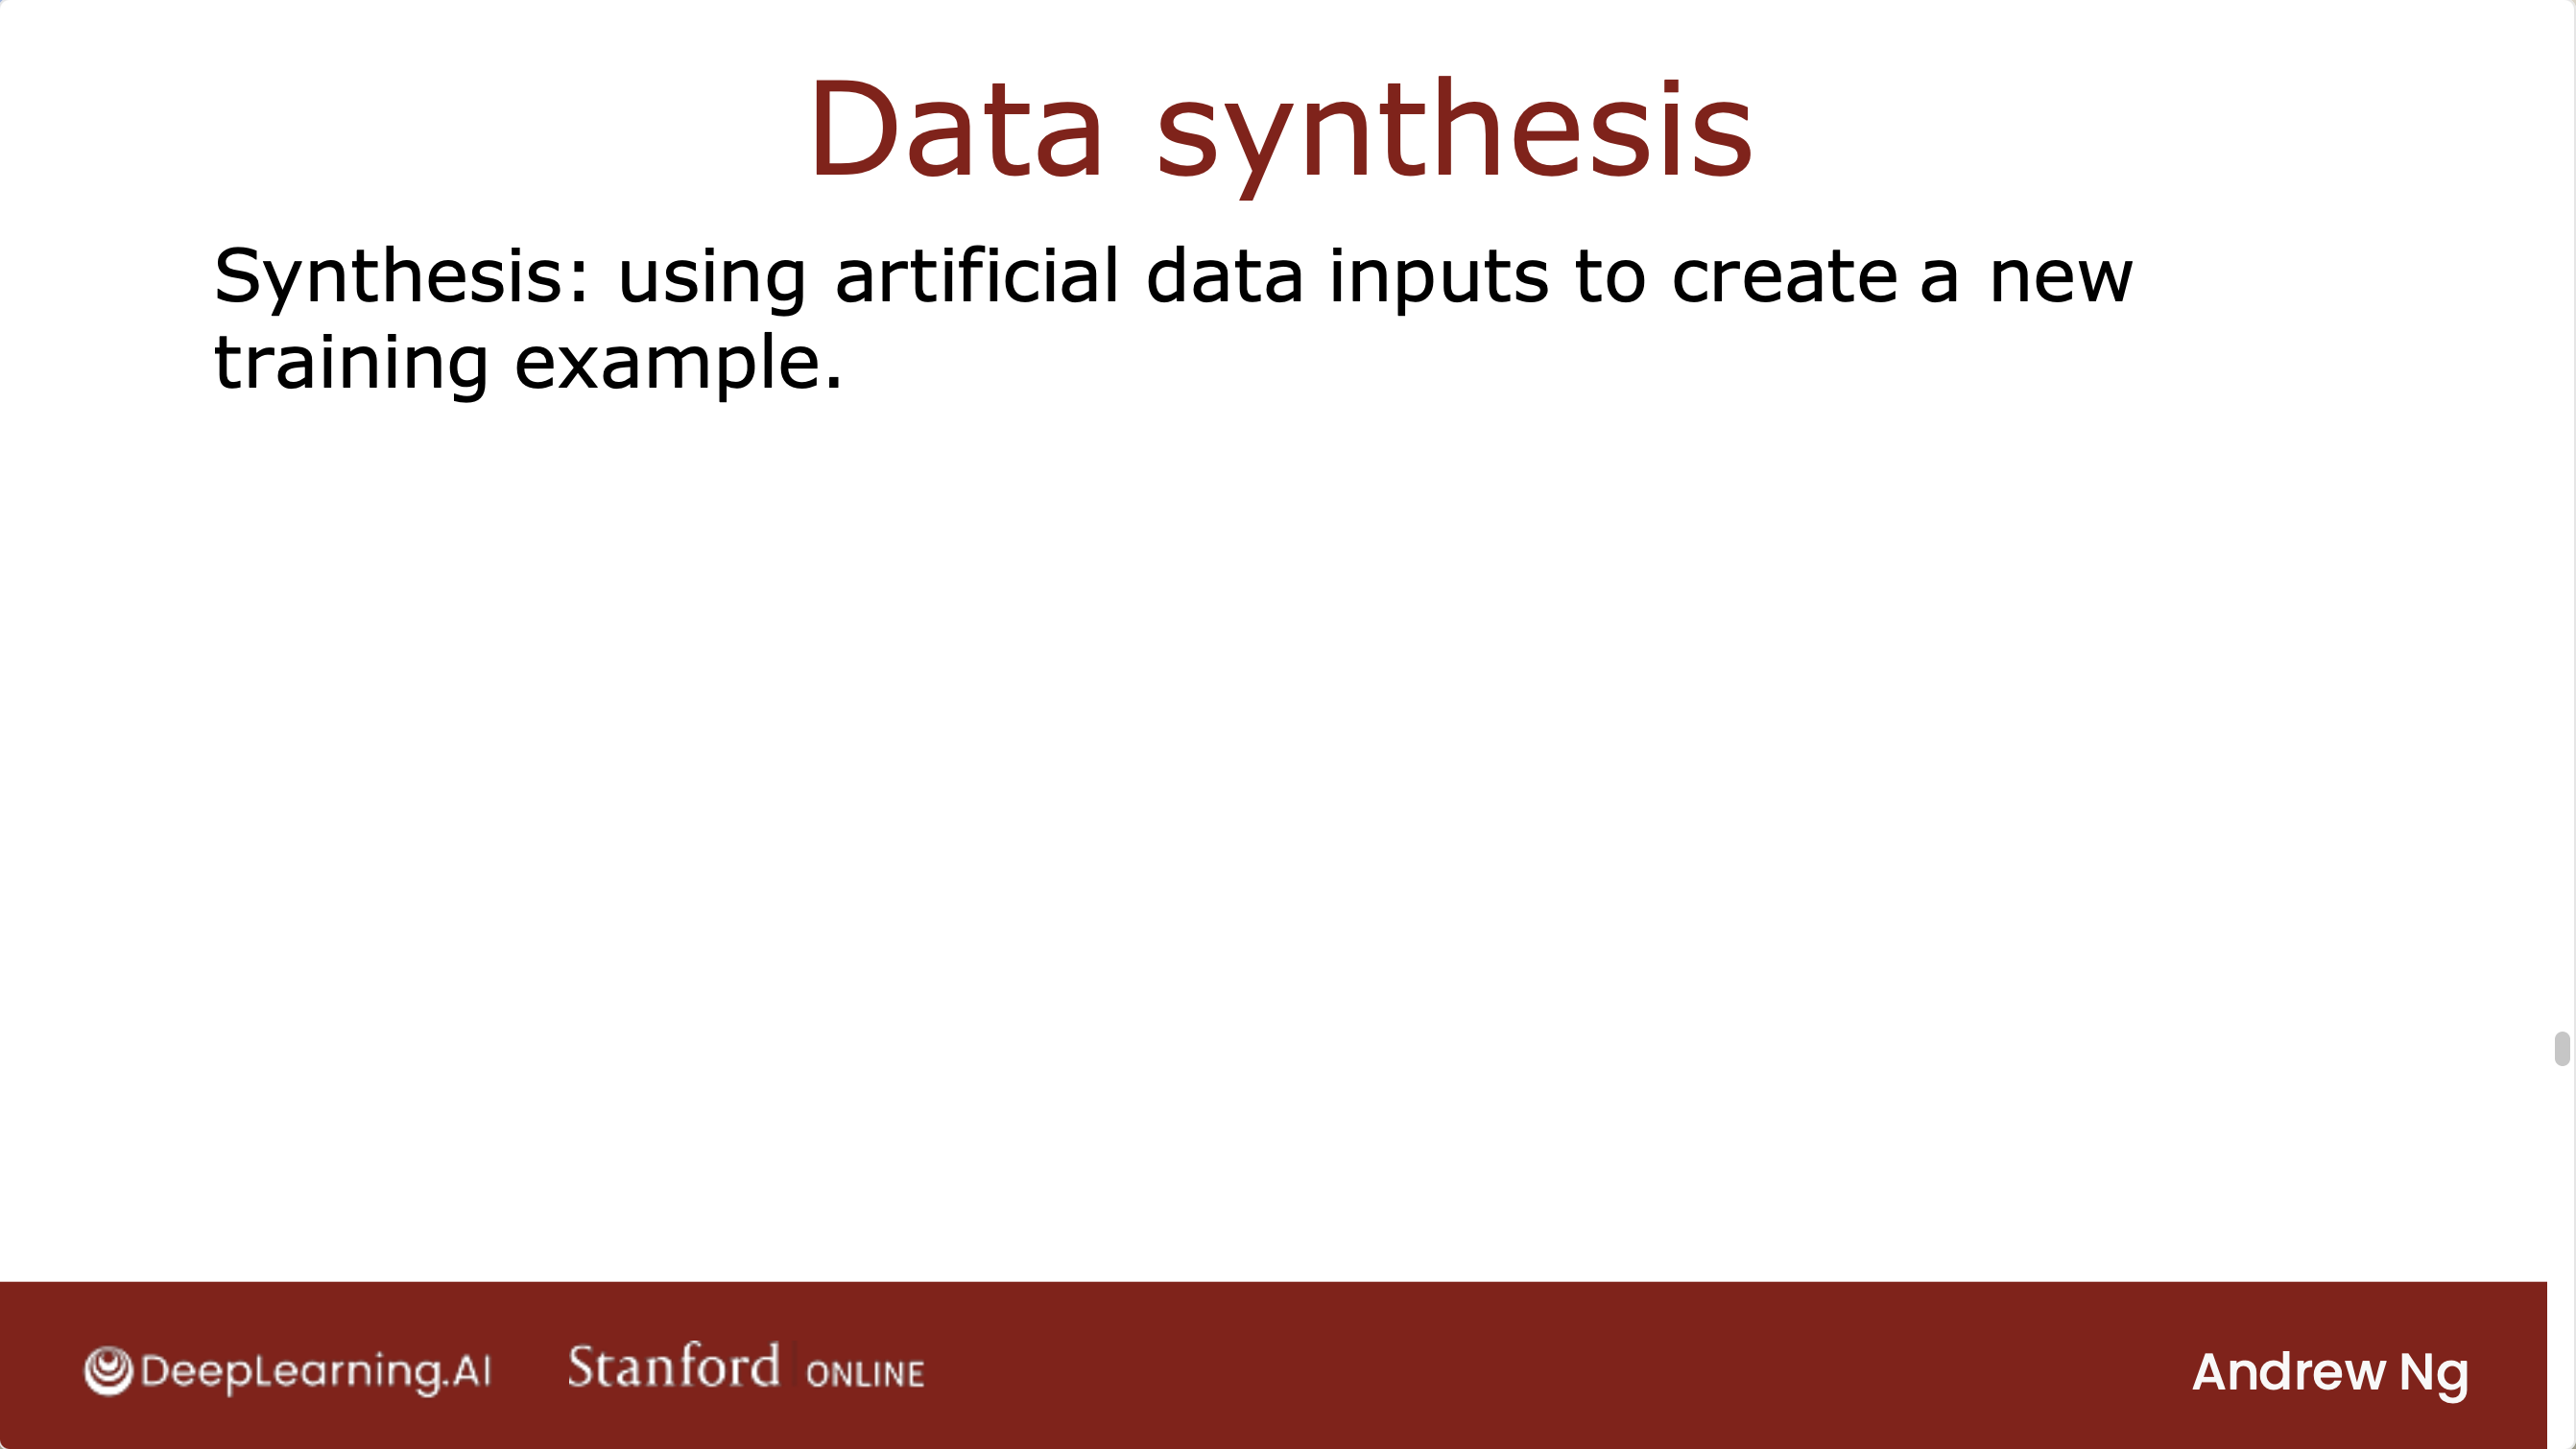 Data synthesis
Synthesis: using artificial data inputs to create a new
training example.
DeepLearning.AI
Stanford ONLINE
Andrew Ng